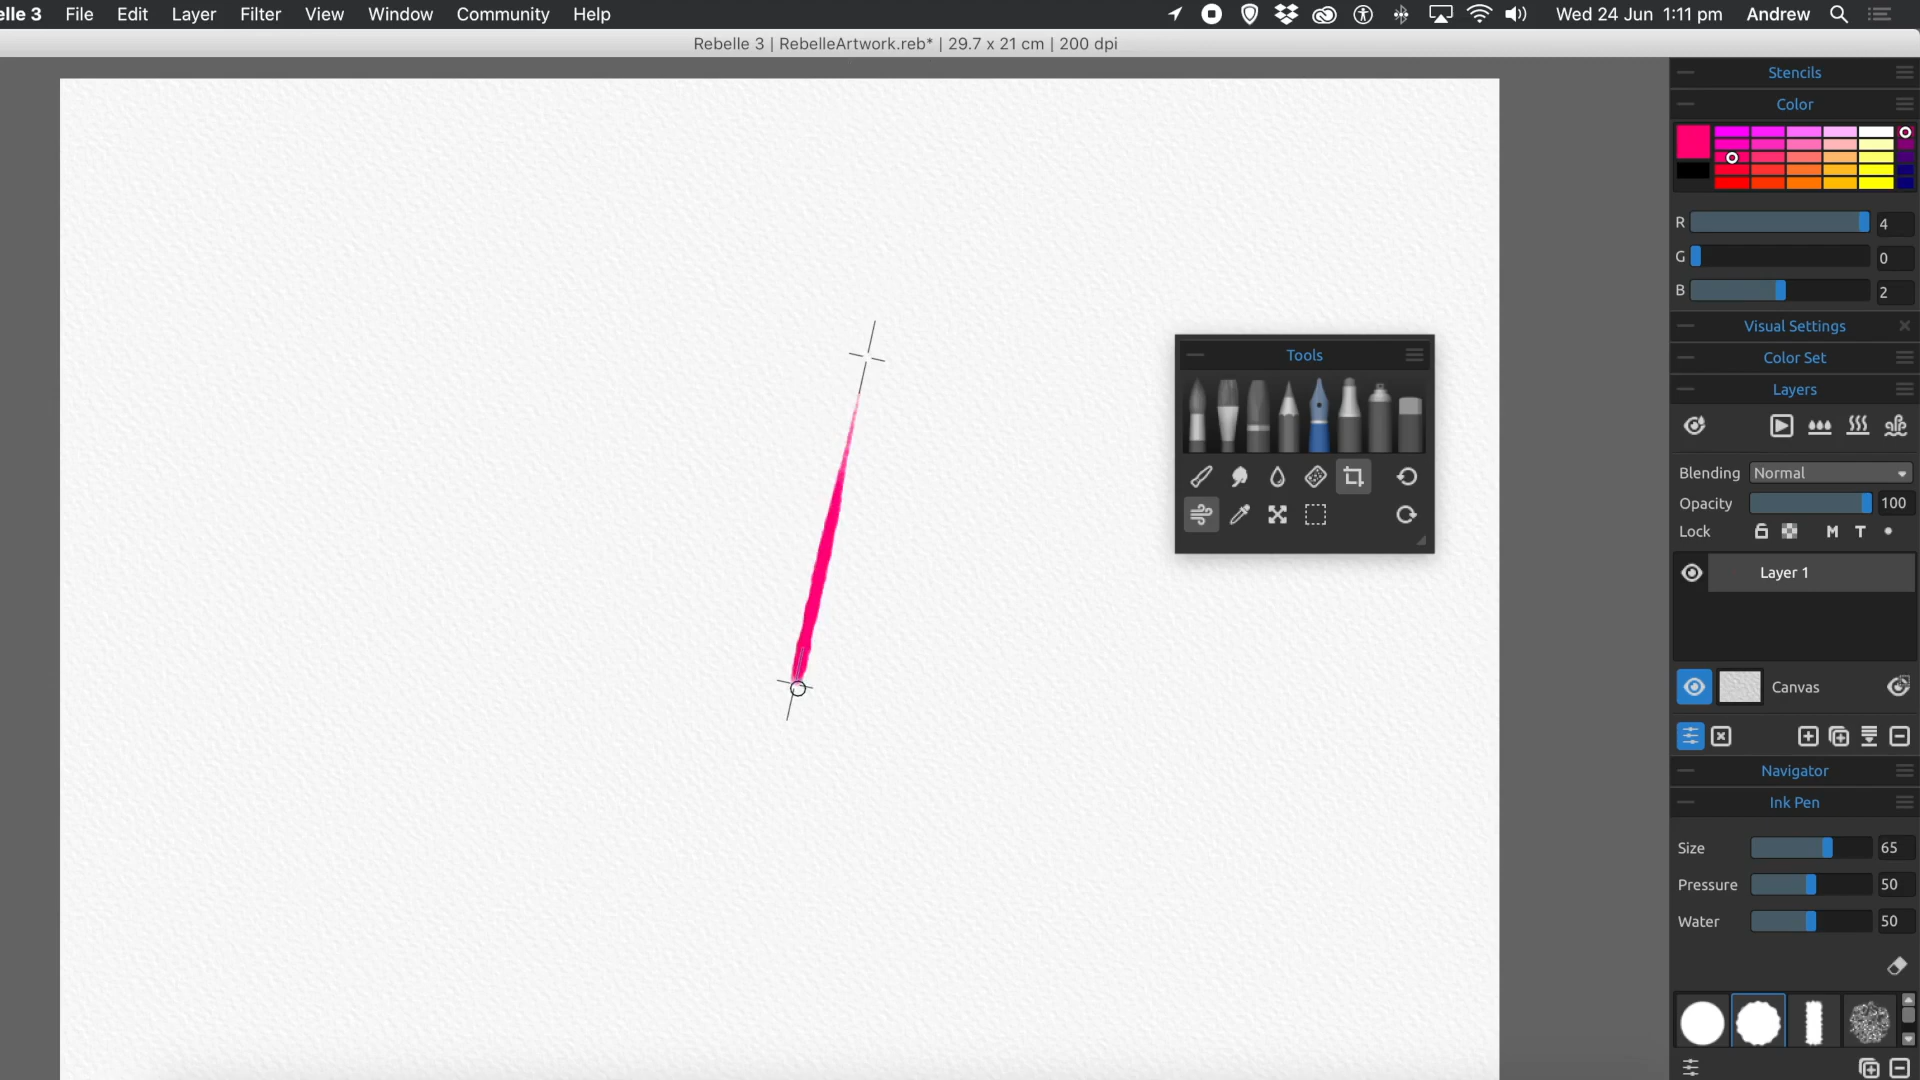 elle 3 File Edit Layer Filter View Window Community Help Wed 24 Jun 1:11 pm Andrew
Rebelle 3 | RebelleArtwork.reb* | 29.7 x 21 cm | 200 dpi
Stencils
Color
R 4
G 0
B 2
Visual Settings
Color Set
Layers
Blending Normal
Opacity 100
Lock M T
Layer 1
Canvas
Navigator
Ink Pen
Size 65
Pressure 50
Water 50
Tools